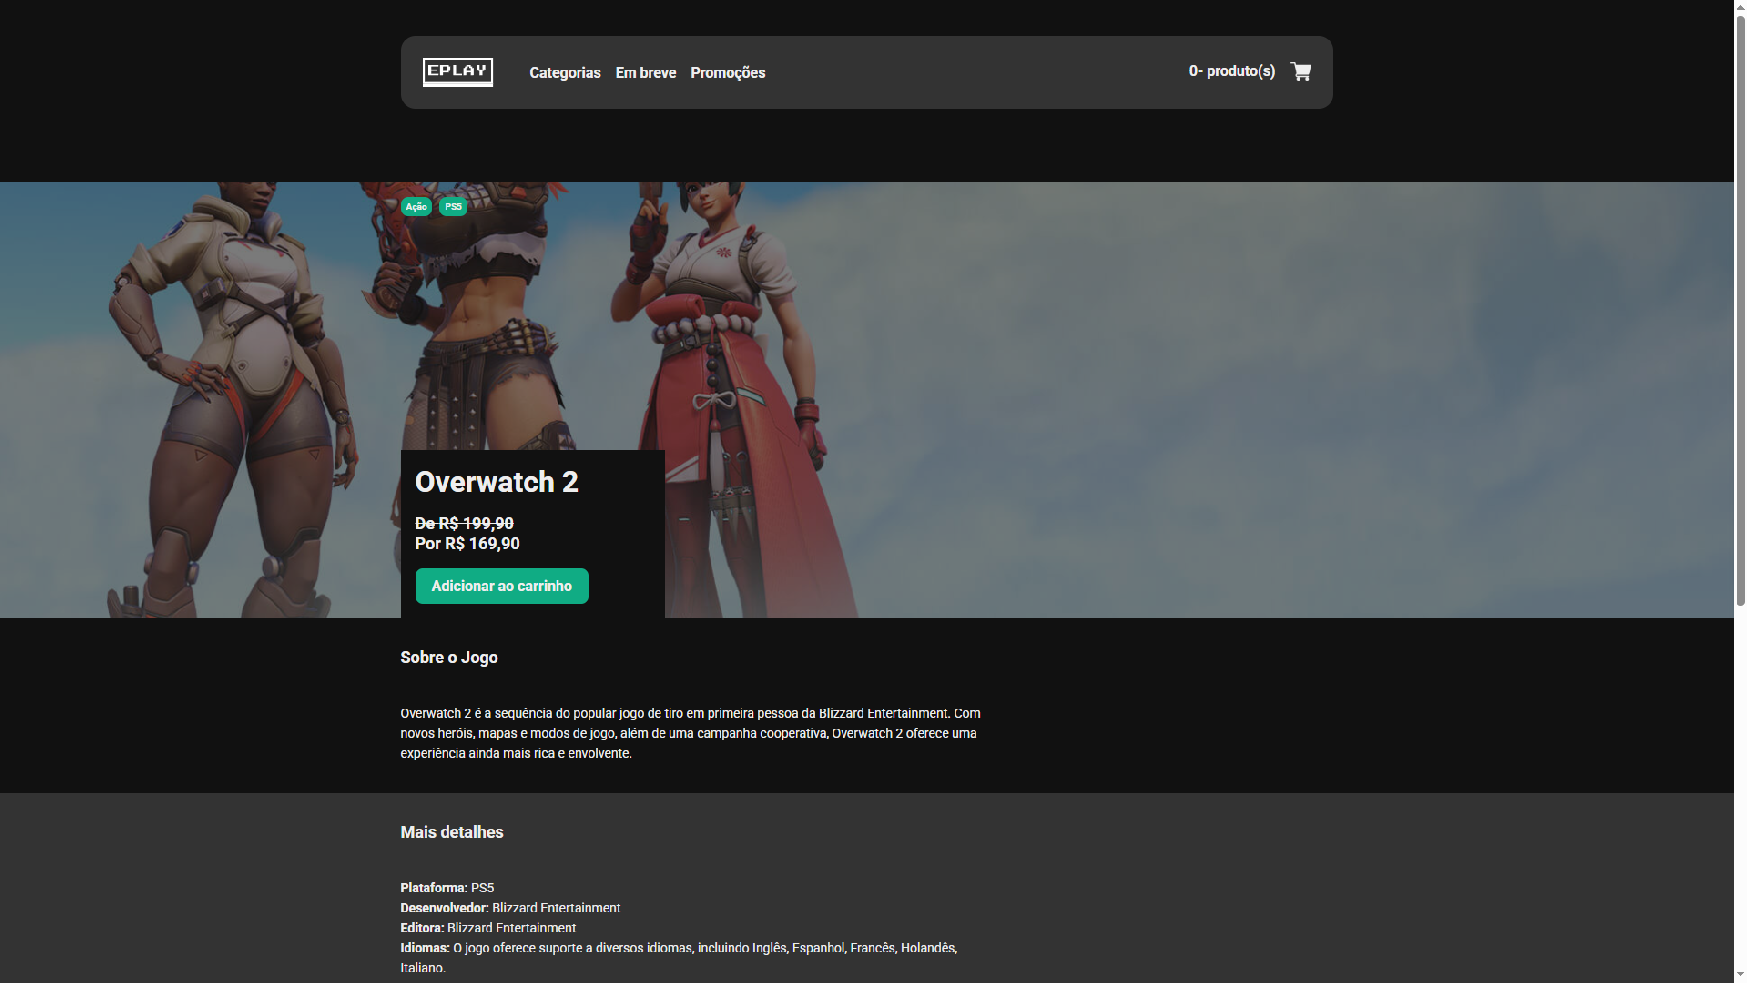 EPLAY
Categorias Em breve Promoções
0- produto(s)
Ação PS5
Overwatch 2
De R$ 199,90
Por R$ 169,90
Adicionar ao carrinho
Sobre o Jogo
Overwatch 2 é a sequência do popular jogo de tiro em primeira pessoa da Blizzard Entertainment. Com
novos heróis, mapas e modos de jogo, além de uma campanha cooperativa, Overwatch 2 oferece uma
experiência ainda mais rica e envolvente.
Mais detalhes
Plataforma: PS5
Desenvolvedor: Blizzard Entertainment
Editora: Blizzard Entertainment
Idiomas: O jogo oferece suporte a diversos idiomas, incluindo Inglês, Espanhol, Francês, Holandês,
Italiano.